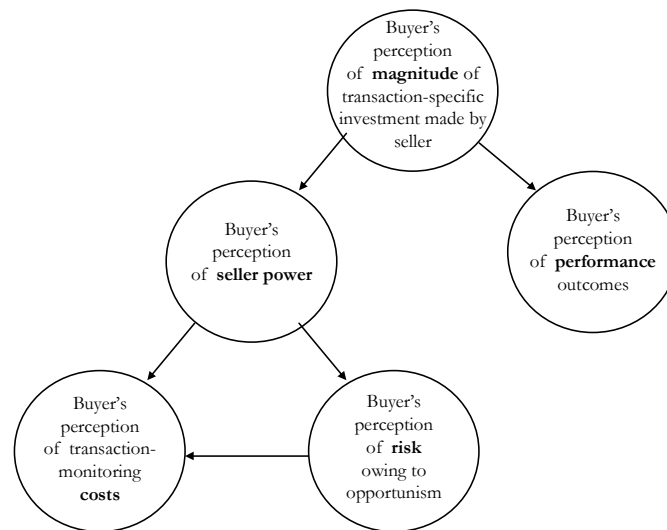 Buyer's
perception
of magnitude of
transaction-specific
investment made by
seller
Buyer's
perception
of seller power
Buyer's
perception
of performance
outcomes
Buyer's
perception
of transaction-
monitoring
costs
Buyer's
perception
of risk
owing to
opportunism